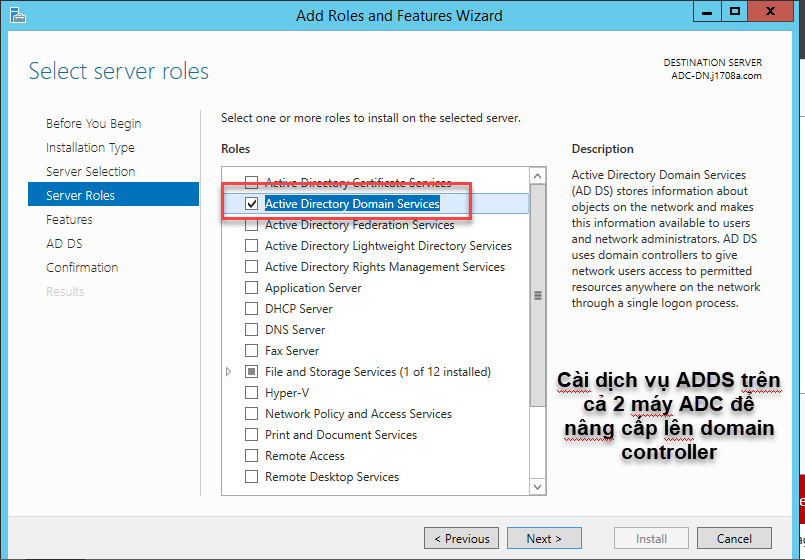 Add Roles and Features Wizard
Select server roles
DESTINATION SERVER
ADC-DN.j1708a.com
Before You Begin
Installation Type
Server Selection
Server Roles
Features
AD DS
Confirmation
Results
Select one or more roles to install on the selected server.
Roles
Active Directory Certificate Services
Active Directory Domain Services
Active Directory Federation Services
Active Directory Lightweight Directory Services
Active Directory Rights Management Services
Application Server
DHCP Server
DNS Server
Fax Server
File and Storage Services (1 of 12 installed)
Hyper-V
Network Policy and Access Services
Print and Document Services
Remote Access
Remote Desktop Services
Description
Active Directory Domain Services
(AD DS) stores information about
objects on the network and makes
this information available to users
and network administrators. AD DS
uses domain controllers to give
network users access to permitted
resources anywhere on the network
through a single logon process.
Cài dịch vụ ADDS trên
cả 2 máy ADC để
nâng cấp lên domain
controller
< Previous
Next >
Install
Cancel